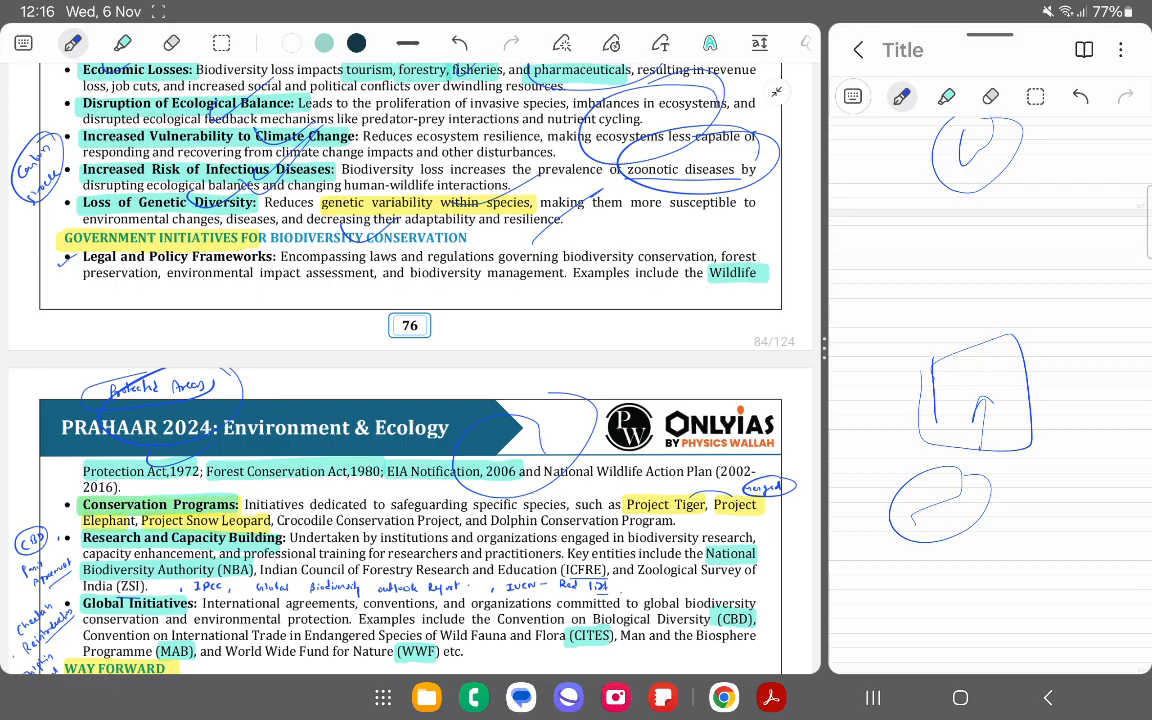 12:16 Wed, 6 Nov
77%
Title
Economic Losses: Biodiversity loss impacts tourism, forestry, fisheries, and pharmaceuticals, resulting in revenue
loss, job cuts, and increased social and political conflicts over dwindling resources.
Disruption of Ecological Balance: Leads to the proliferation of invasive species, imbalances in ecosystems, and
disrupted ecological feedback mechanisms like predator-prey interactions and nutrient cycling.
Increased Vulnerability to Climate Change: Reduces ecosystem resilience, making ecosystems less capable of
responding and recovering from climate change impacts and other disturbances.
Increased Risk of Infectious Diseases: Biodiversity loss increases the prevalence of zoonotic diseases by
disrupting ecological balances and changing human-wildlife interactions.
Loss of Genetic Diversity: Reduces genetic variability within species, making them more susceptible to
environmental changes, diseases, and decreasing their adaptability and resilience.
GOVERNMENT INITIATIVES FOR BIODIVERSITY CONSERVATION
Legal and Policy Frameworks: Encompassing laws and regulations governing biodiversity conservation, forest
preservation, environmental impact assessment, and biodiversity management. Examples include the Wildlife
76
84/124
Protected Areas
PRAHAAR 2024: Environment & Ecology
PW
ONLYIAS
BY PHYSICS WALLAH
Protection Act,1972; Forest Conservation Act,1980; EIA Notification, 2006 and National Wildlife Action Plan (2002-
2016).
merged
Conservation Programs: Initiatives dedicated to safeguarding specific species, such as Project Tiger, Project
Elephant, Project Snow Leopard, Crocodile Conservation Project, and Dolphin Conservation Program.
CBD
Research and Capacity Building: Undertaken by institutions and organizations engaged in biodiversity research,
capacity enhancement, and professional training for researchers and practitioners. Key entities include the National
Biodiversity Authority (NBA), Indian Council of Forestry Research and Education (ICFRE), and Zoological Survey of
Paris
Agreement
India (ZSI). , IPCC, Global Biodiversity outlook Report , IUCN - Red list
Global Initiatives: International agreements, conventions, and organizations committed to global biodiversity
conservation and environmental protection. Examples include the Convention on Biological Diversity (CBD),
Convention on International Trade in Endangered Species of Wild Fauna and Flora (CITES), Man and the Biosphere
Programme (MAB), and World Wide Fund for Nature (WWF) etc.
Cheetah
Reintroduction
Dolphin
WAY FORWARD